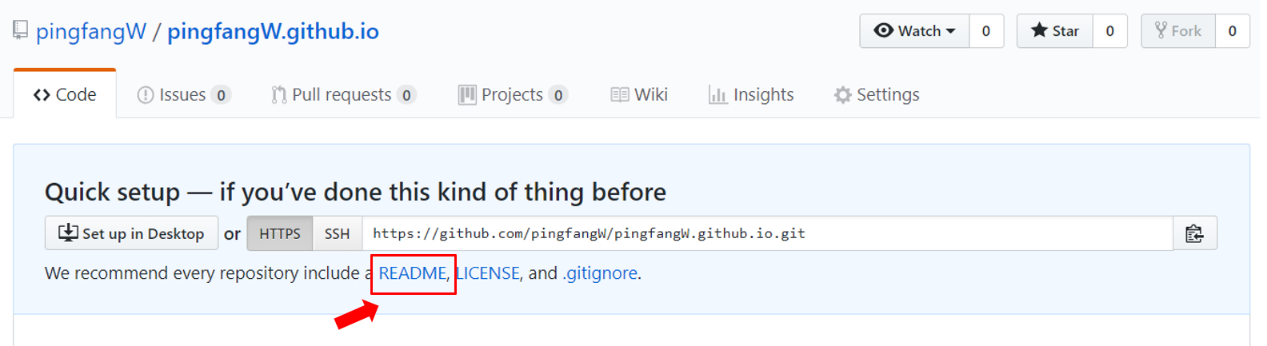 pingfangW / pingfangW.github.io
Watch 0 Star 0 Fork 0
Code Issues 0 Pull requests 0 Projects 0 Wiki Insights Settings
Quick setup — if you’ve done this kind of thing before
Set up in Desktop or HTTPS SSH https://github.com/pingfangW/pingfangW.github.io.git
We recommend every repository include a README, LICENSE, and .gitignore.